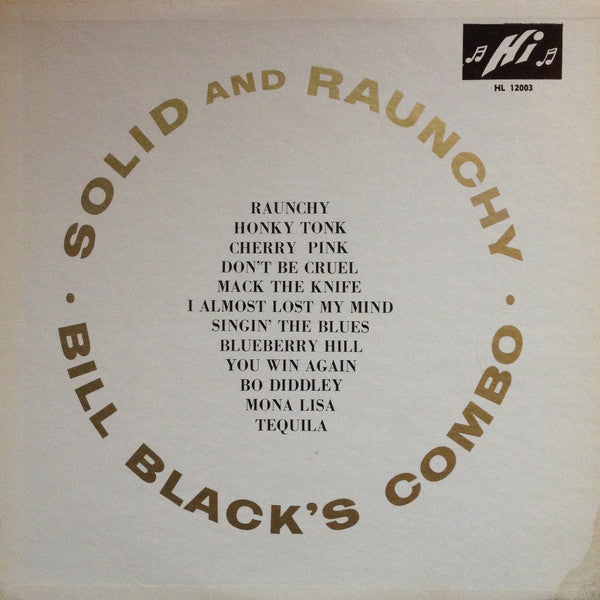 Hi
HL 12003
SOLID AND RAUNCHY
RAUNCHY
HONKY TONK
CHERRY PINK
DON'T BE CRUEL
MACK THE KNIFE
I ALMOST LOST MY MIND
SINGIN' THE BLUES
BLUEBERRY HILL
YOU WIN AGAIN
BO DIDDLEY
MONA LISA
TEQUILA
· BILL BLACK'S COMBO ·